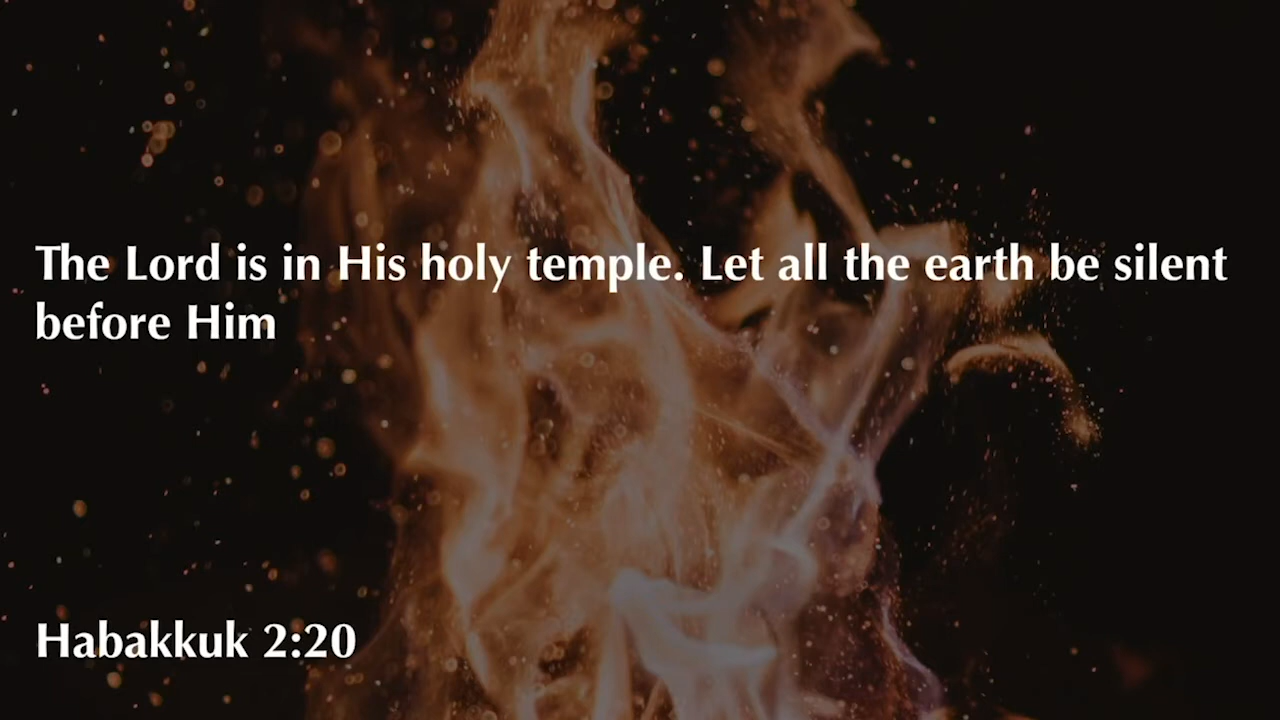 The Lord is in His holy temple. Let all the earth be silent
before Him
Habakkuk 2:20